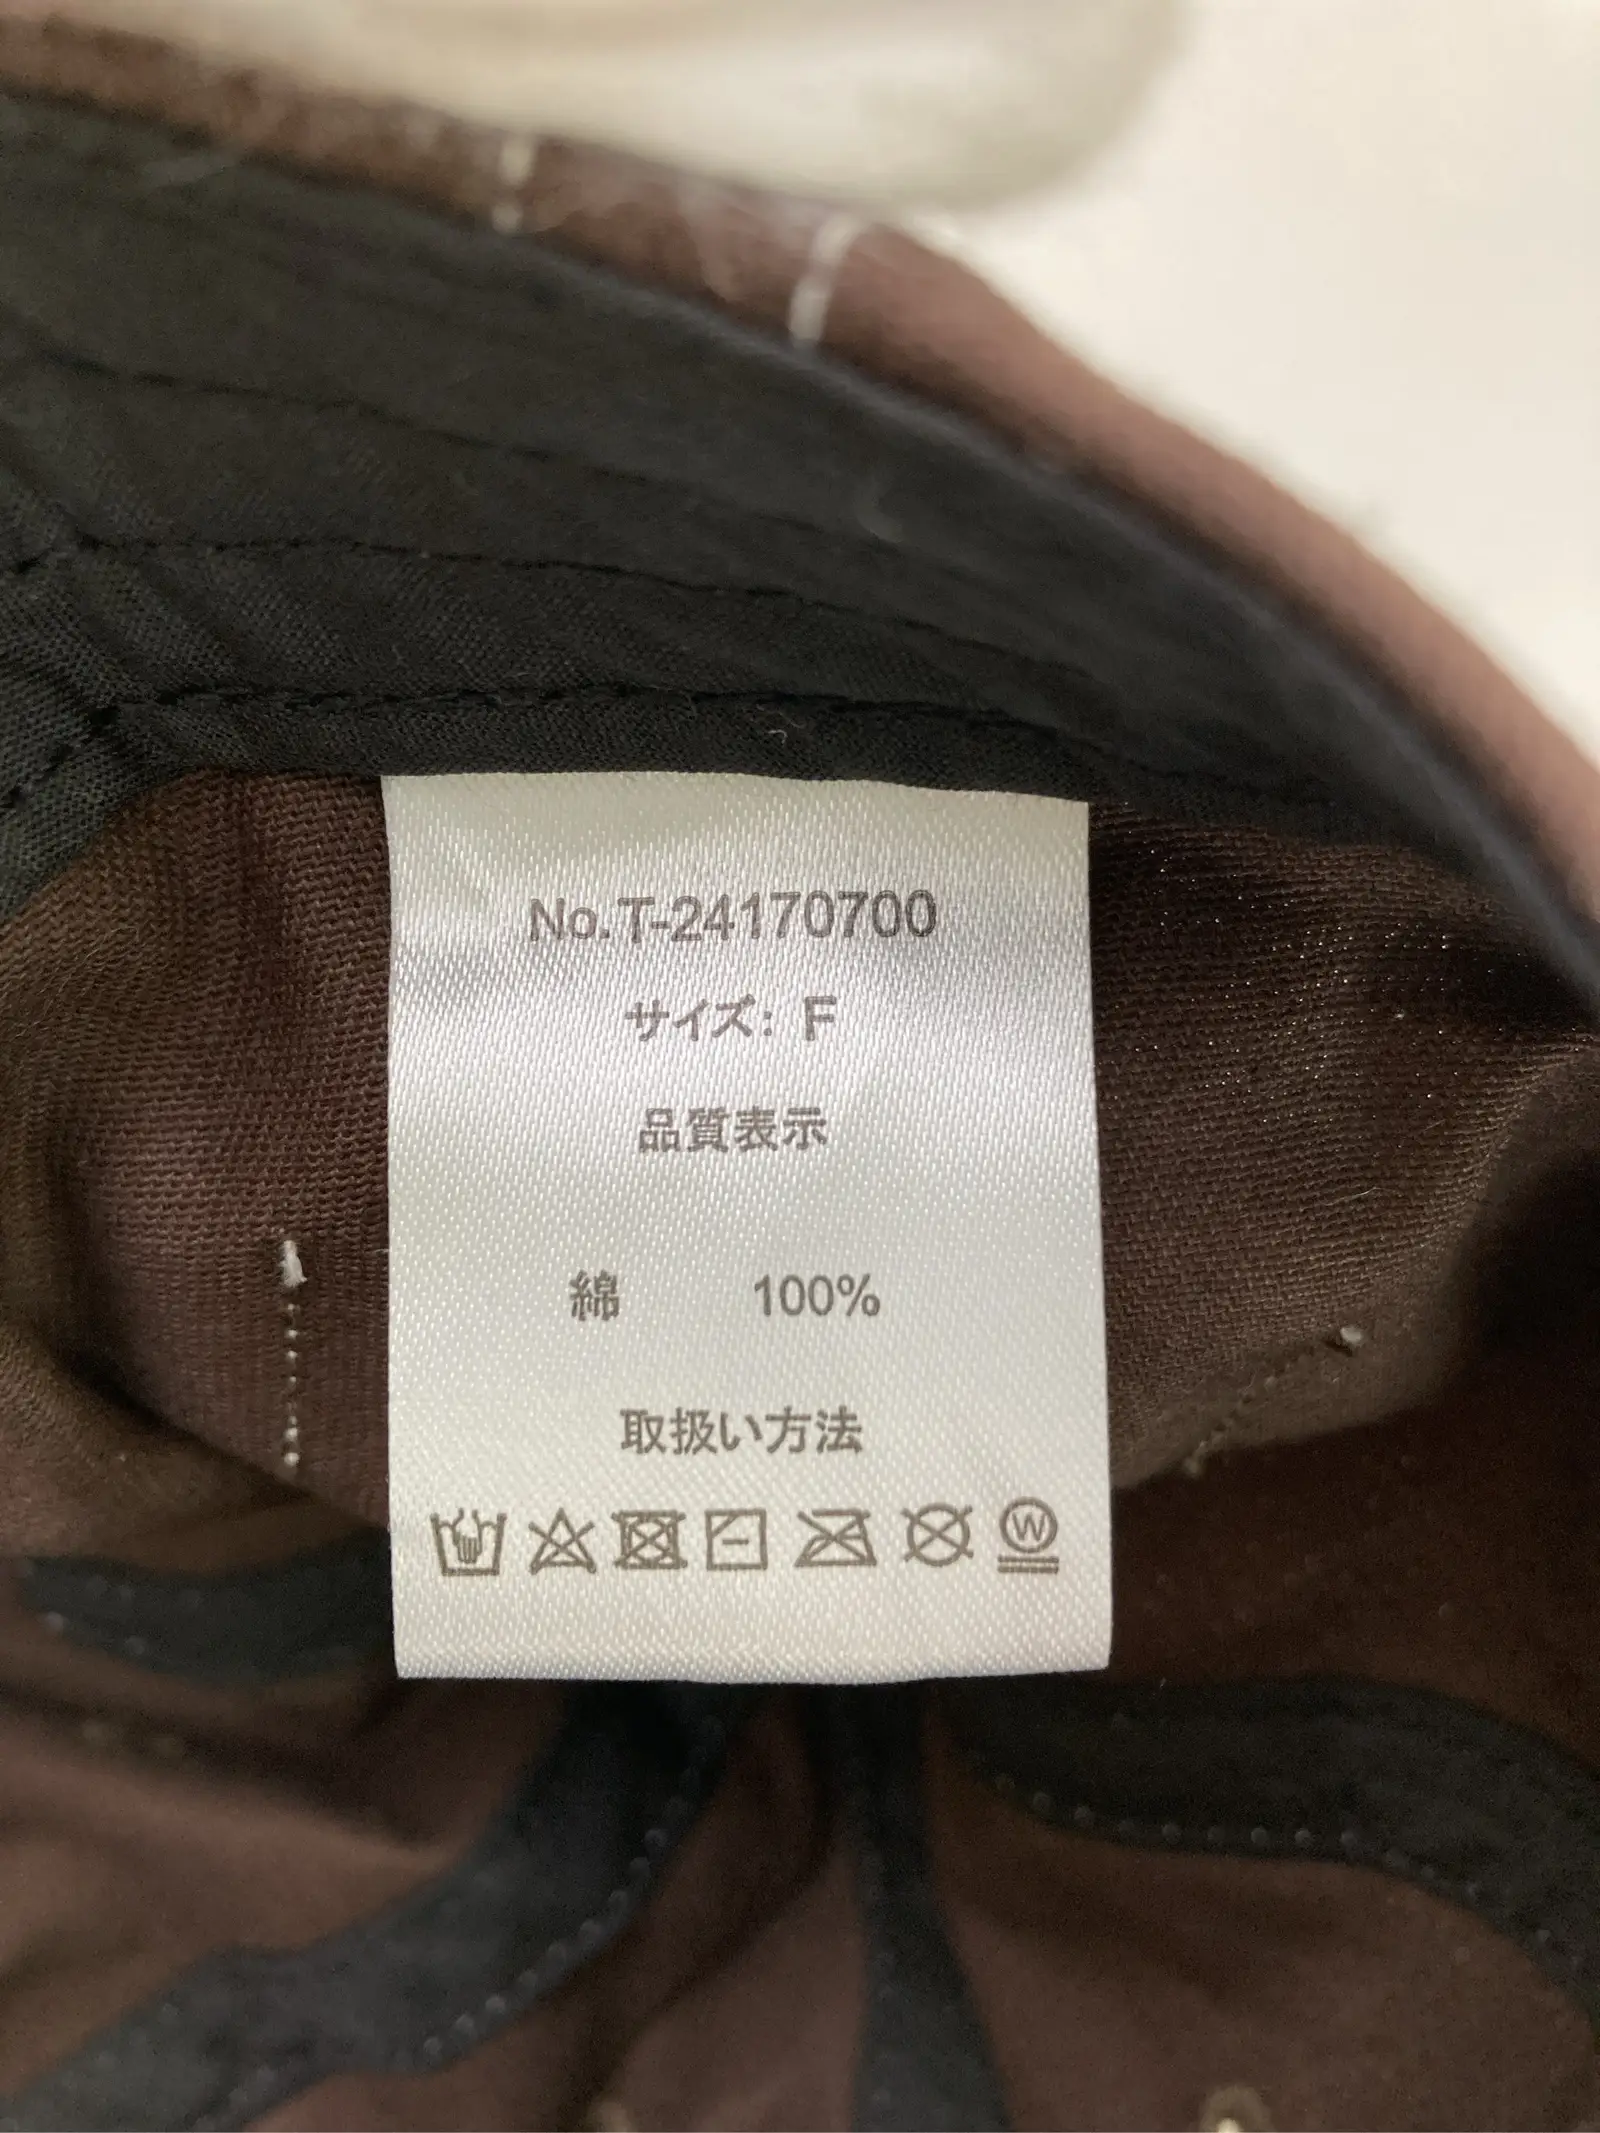 No.T-24170700
サイズ: F
品質表示
綿 100%
取扱い方法
W